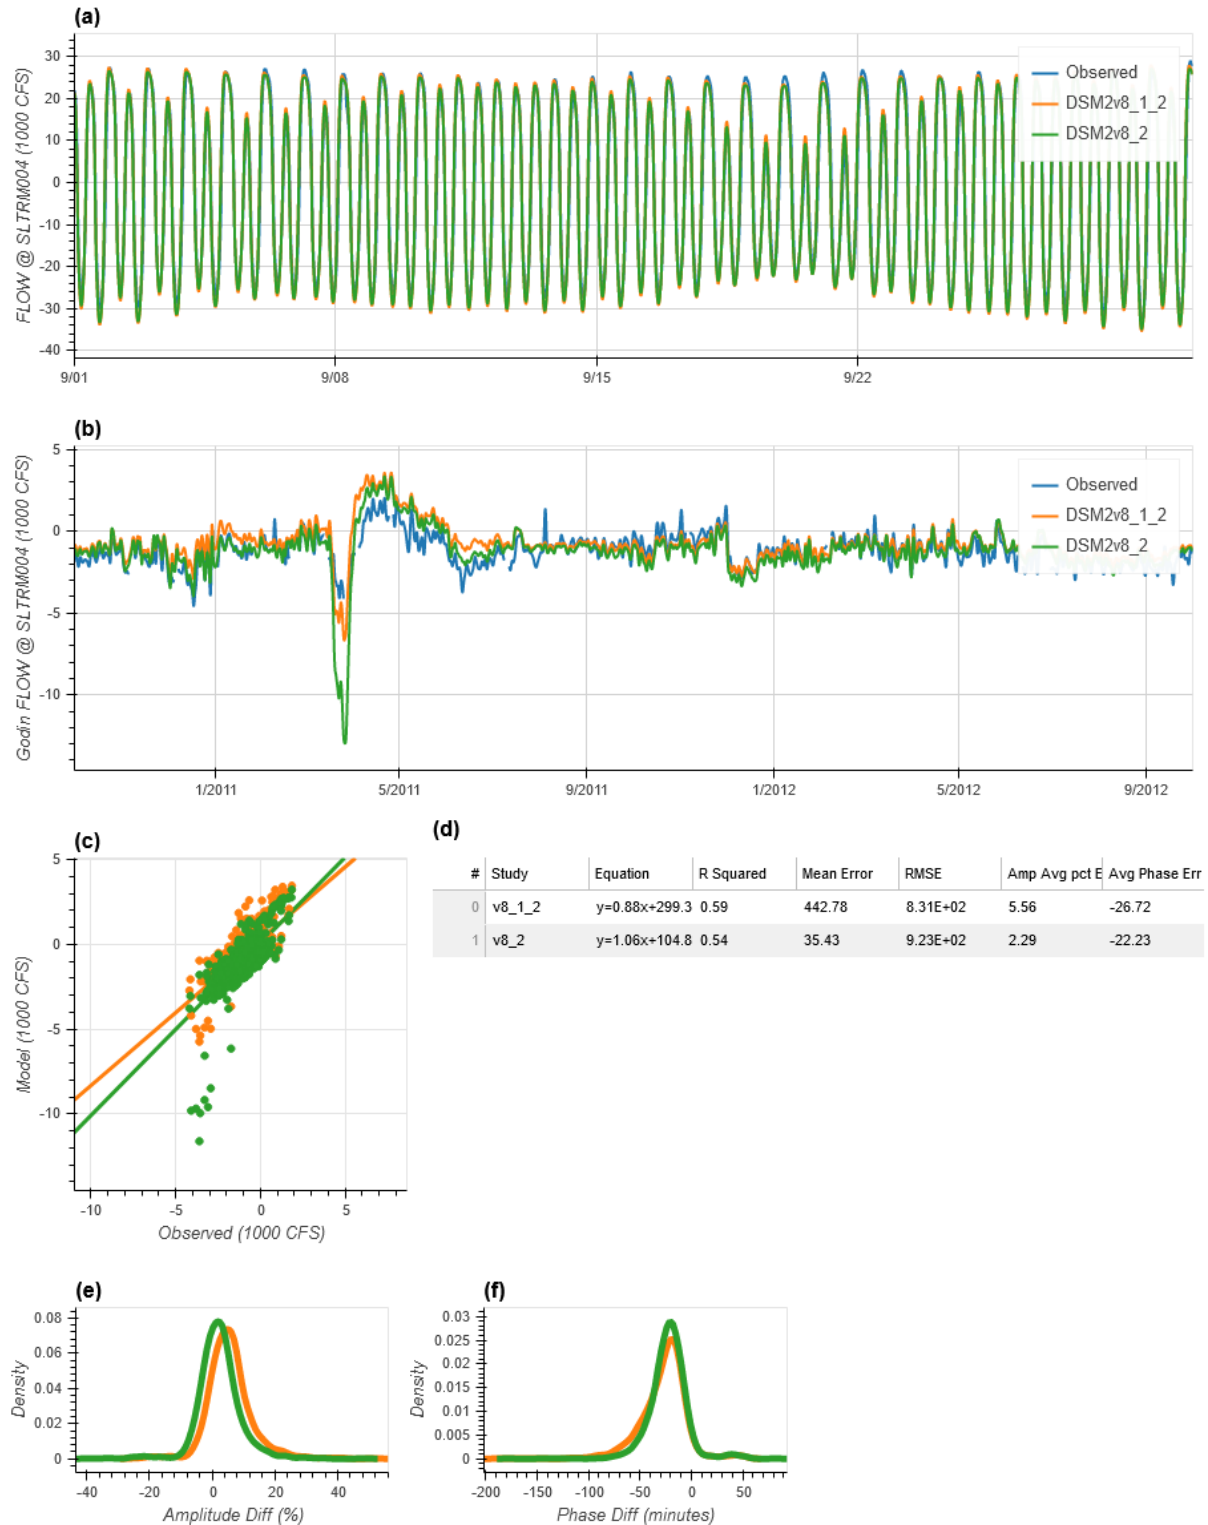 (a)
FLOW @ SLTRM004 (1000 CFS)
30
20
10
0
-10
-20
-30
-40
9/01
9/08
9/15
9/22
Observed
DSM2v8_1_2
DSM2v8_2
(b)
Godin FLOW @ SLTRM004 (1000 CFS)
5
0
-5
-10
1/2011
5/2011
9/2011
1/2012
5/2012
9/2012
Observed
DSM2v8_1_2
DSM2v8_2
(c)
Model (1000 CFS)
5
0
-5
-10
-10
-5
0
5
Observed (1000 CFS)
(d)
# Study Equation R Squared Mean Error RMSE Amp Avg pct E Avg Phase Err
0 v8_1_2 y=0.88x+299.3 0.59 442.78 8.31E+02 5.56 -26.72
1 v8_2 y=1.06x+104.8 0.54 35.43 9.23E+02 2.29 -22.23
(e)
Density
0.08
0.06
0.04
0.02
0
-40
-20
0
20
40
Amplitude Diff (%)
(f)
Density
0.03
0.025
0.02
0.015
0.01
0.005
0
-200
-150
-100
-50
0
50
Phase Diff (minutes)